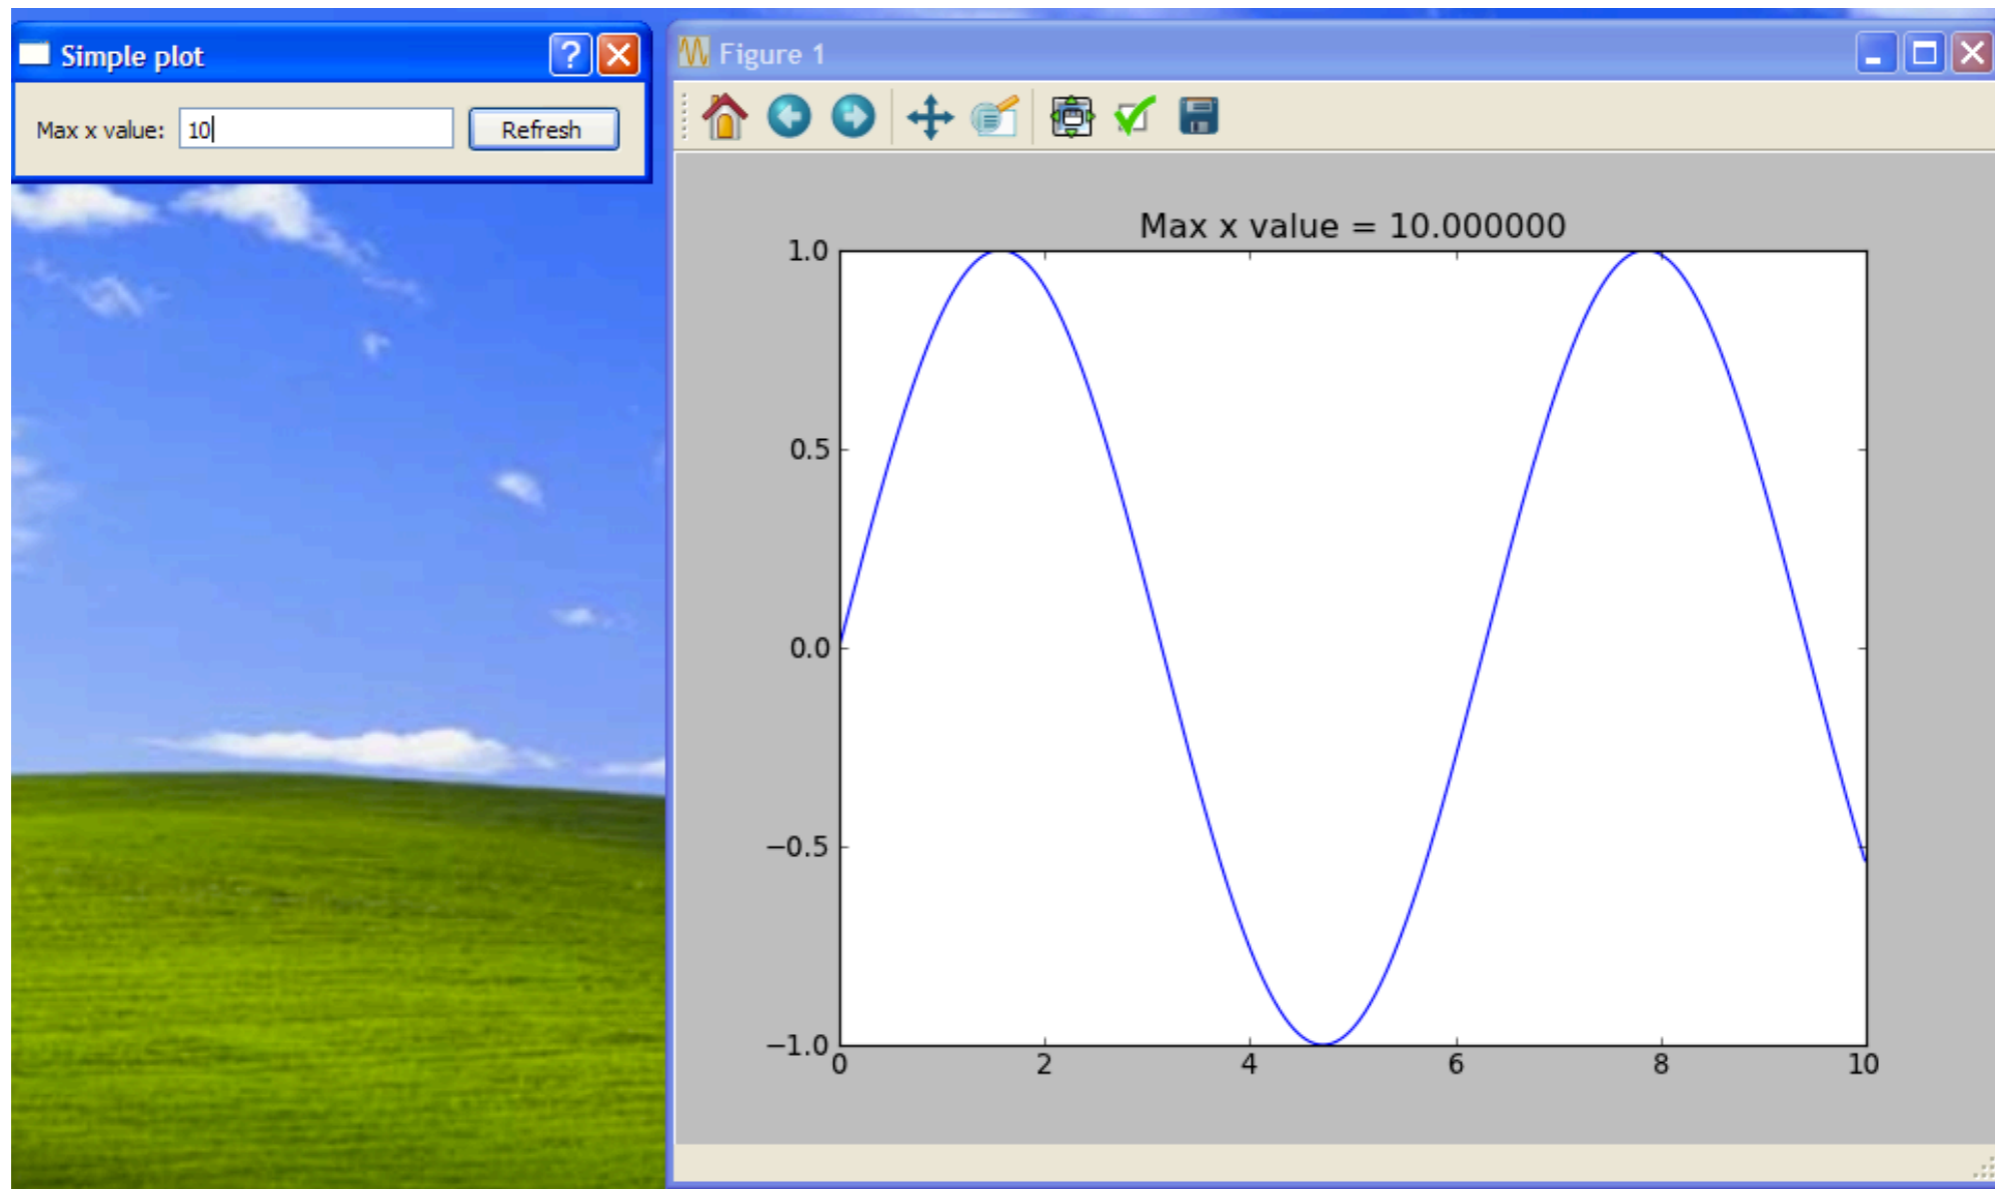 Simple plot
Max x value: 10 Refresh
Figure 1
Max x value = 10.000000
1.0
0.5
0.0
−0.5
−1.0
0 2 4 6 8 10